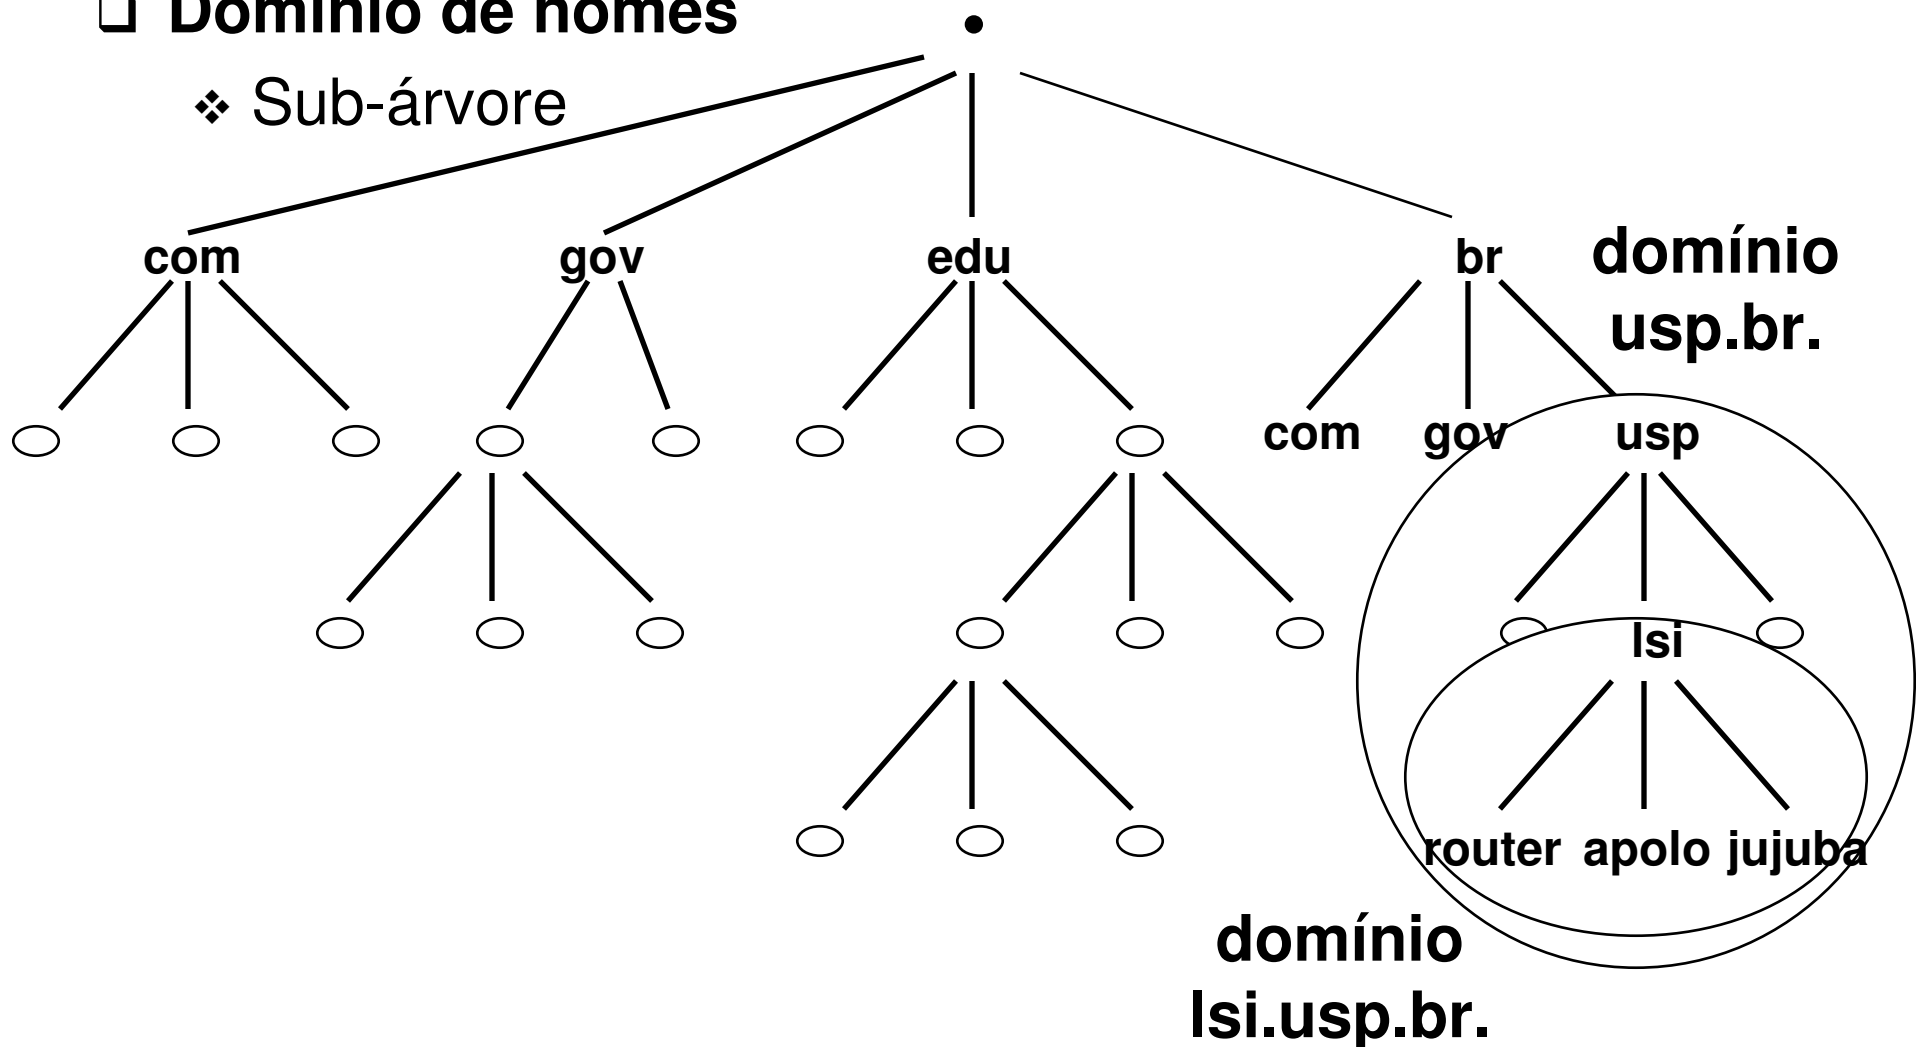 ❑ Domínio de nomes
❖ Sub-árvore
com gov edu br
domínio
usp.br.
com gov usp
lsi
router apolo jujuba
domínio
lsi.usp.br.